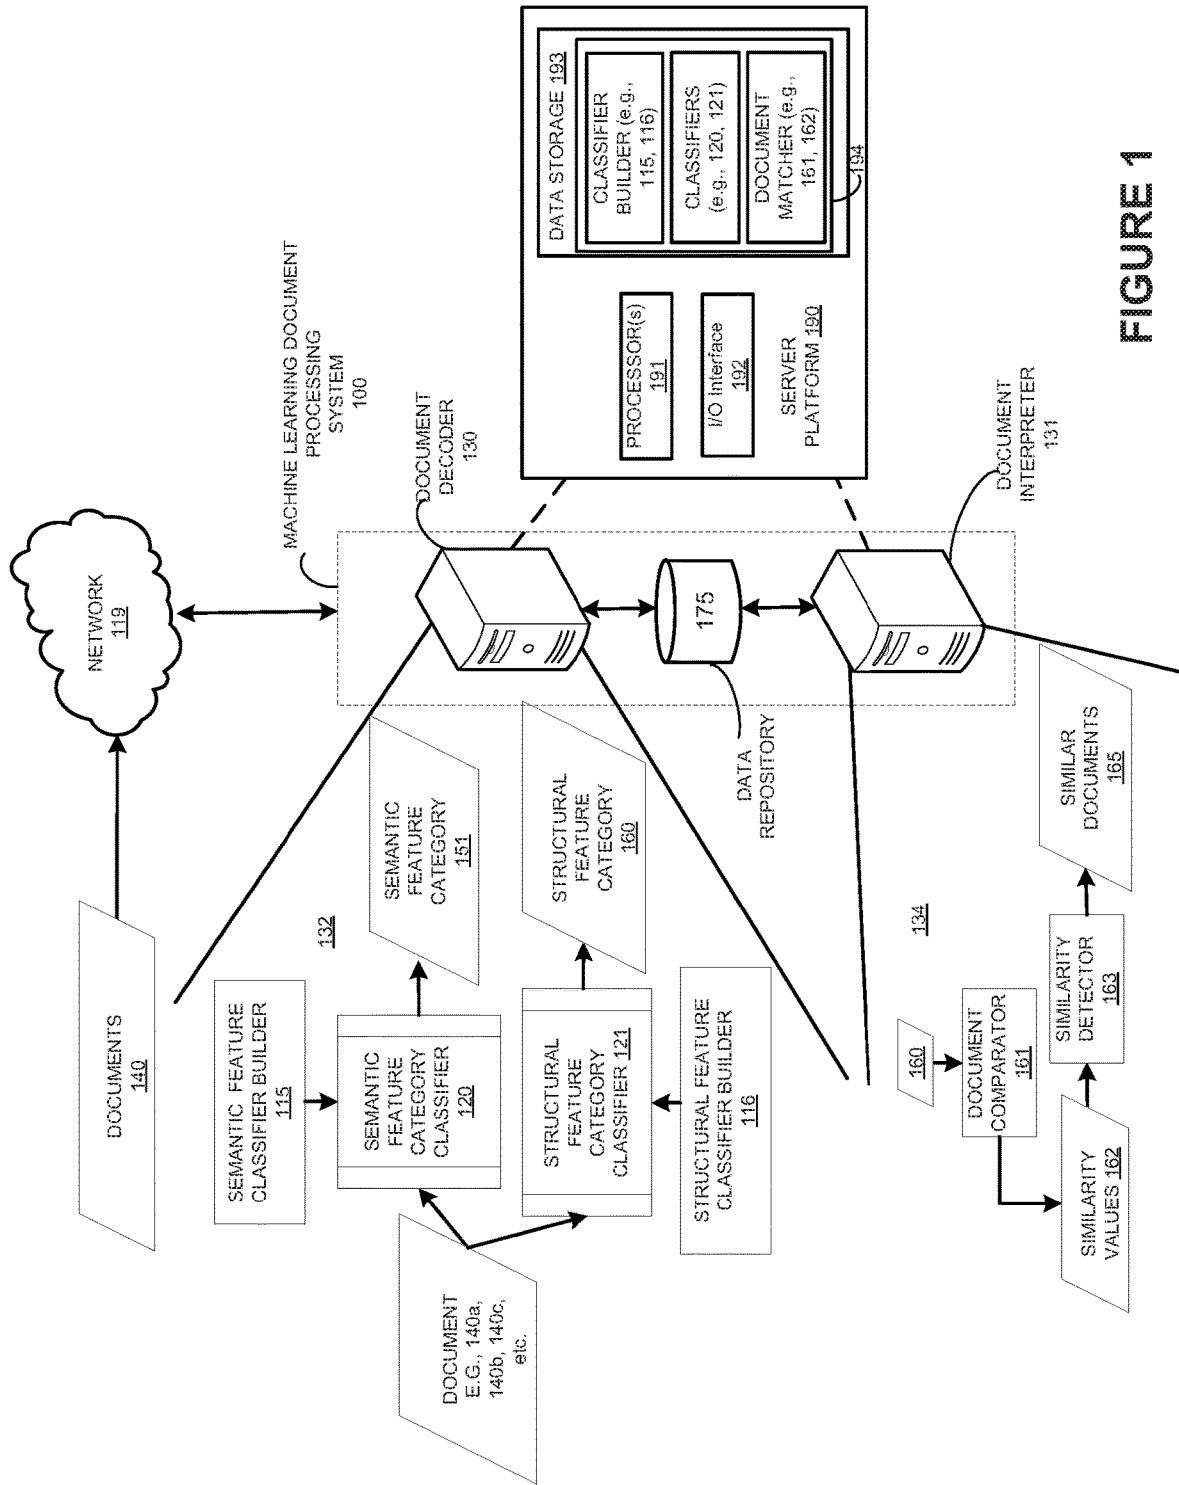 DOCUMENTS
140
NETWORK
119
MACHINE LEARNING DOCUMENT
PROCESSING
SYSTEM
100
SEMANTIC FEATURE
CLASSIFIER BUILDER
115
132
SEMANTIC
FEATURE
CATEGORY
CLASSIFIER
120
SEMANTIC
FEATURE
CATEGORY
151
DOCUMENT
E.G., 140a,
140b, 140c,
etc.
STRUCTURAL
FEATURE
CATEGORY
CLASSIFIER 121
STRUCTURAL
FEATURE
CATEGORY
160
STRUCTURAL FEATURE
CLASSIFIER BUILDER
116
DOCUMENT
DECODER
130
175
DATA
REPOSITORY
DOCUMENT
INTERPRETER
131
DATA STORAGE 193
CLASSIFIER
BUILDER (e.g.,
115, 116)
CLASSIFIERS
(e.g., 120, 121)
DOCUMENT
MATCHER (e.g.,
161, 162)
194
PROCESSOR(s)
191
I/O interface
192
SERVER
PLATFORM 190
134
160
DOCUMENT
COMPARATOR
161
SIMILARITY
VALUES 162
SIMILARITY
DETECTOR
163
SIMILAR
DOCUMENTS
165
FIGURE 1